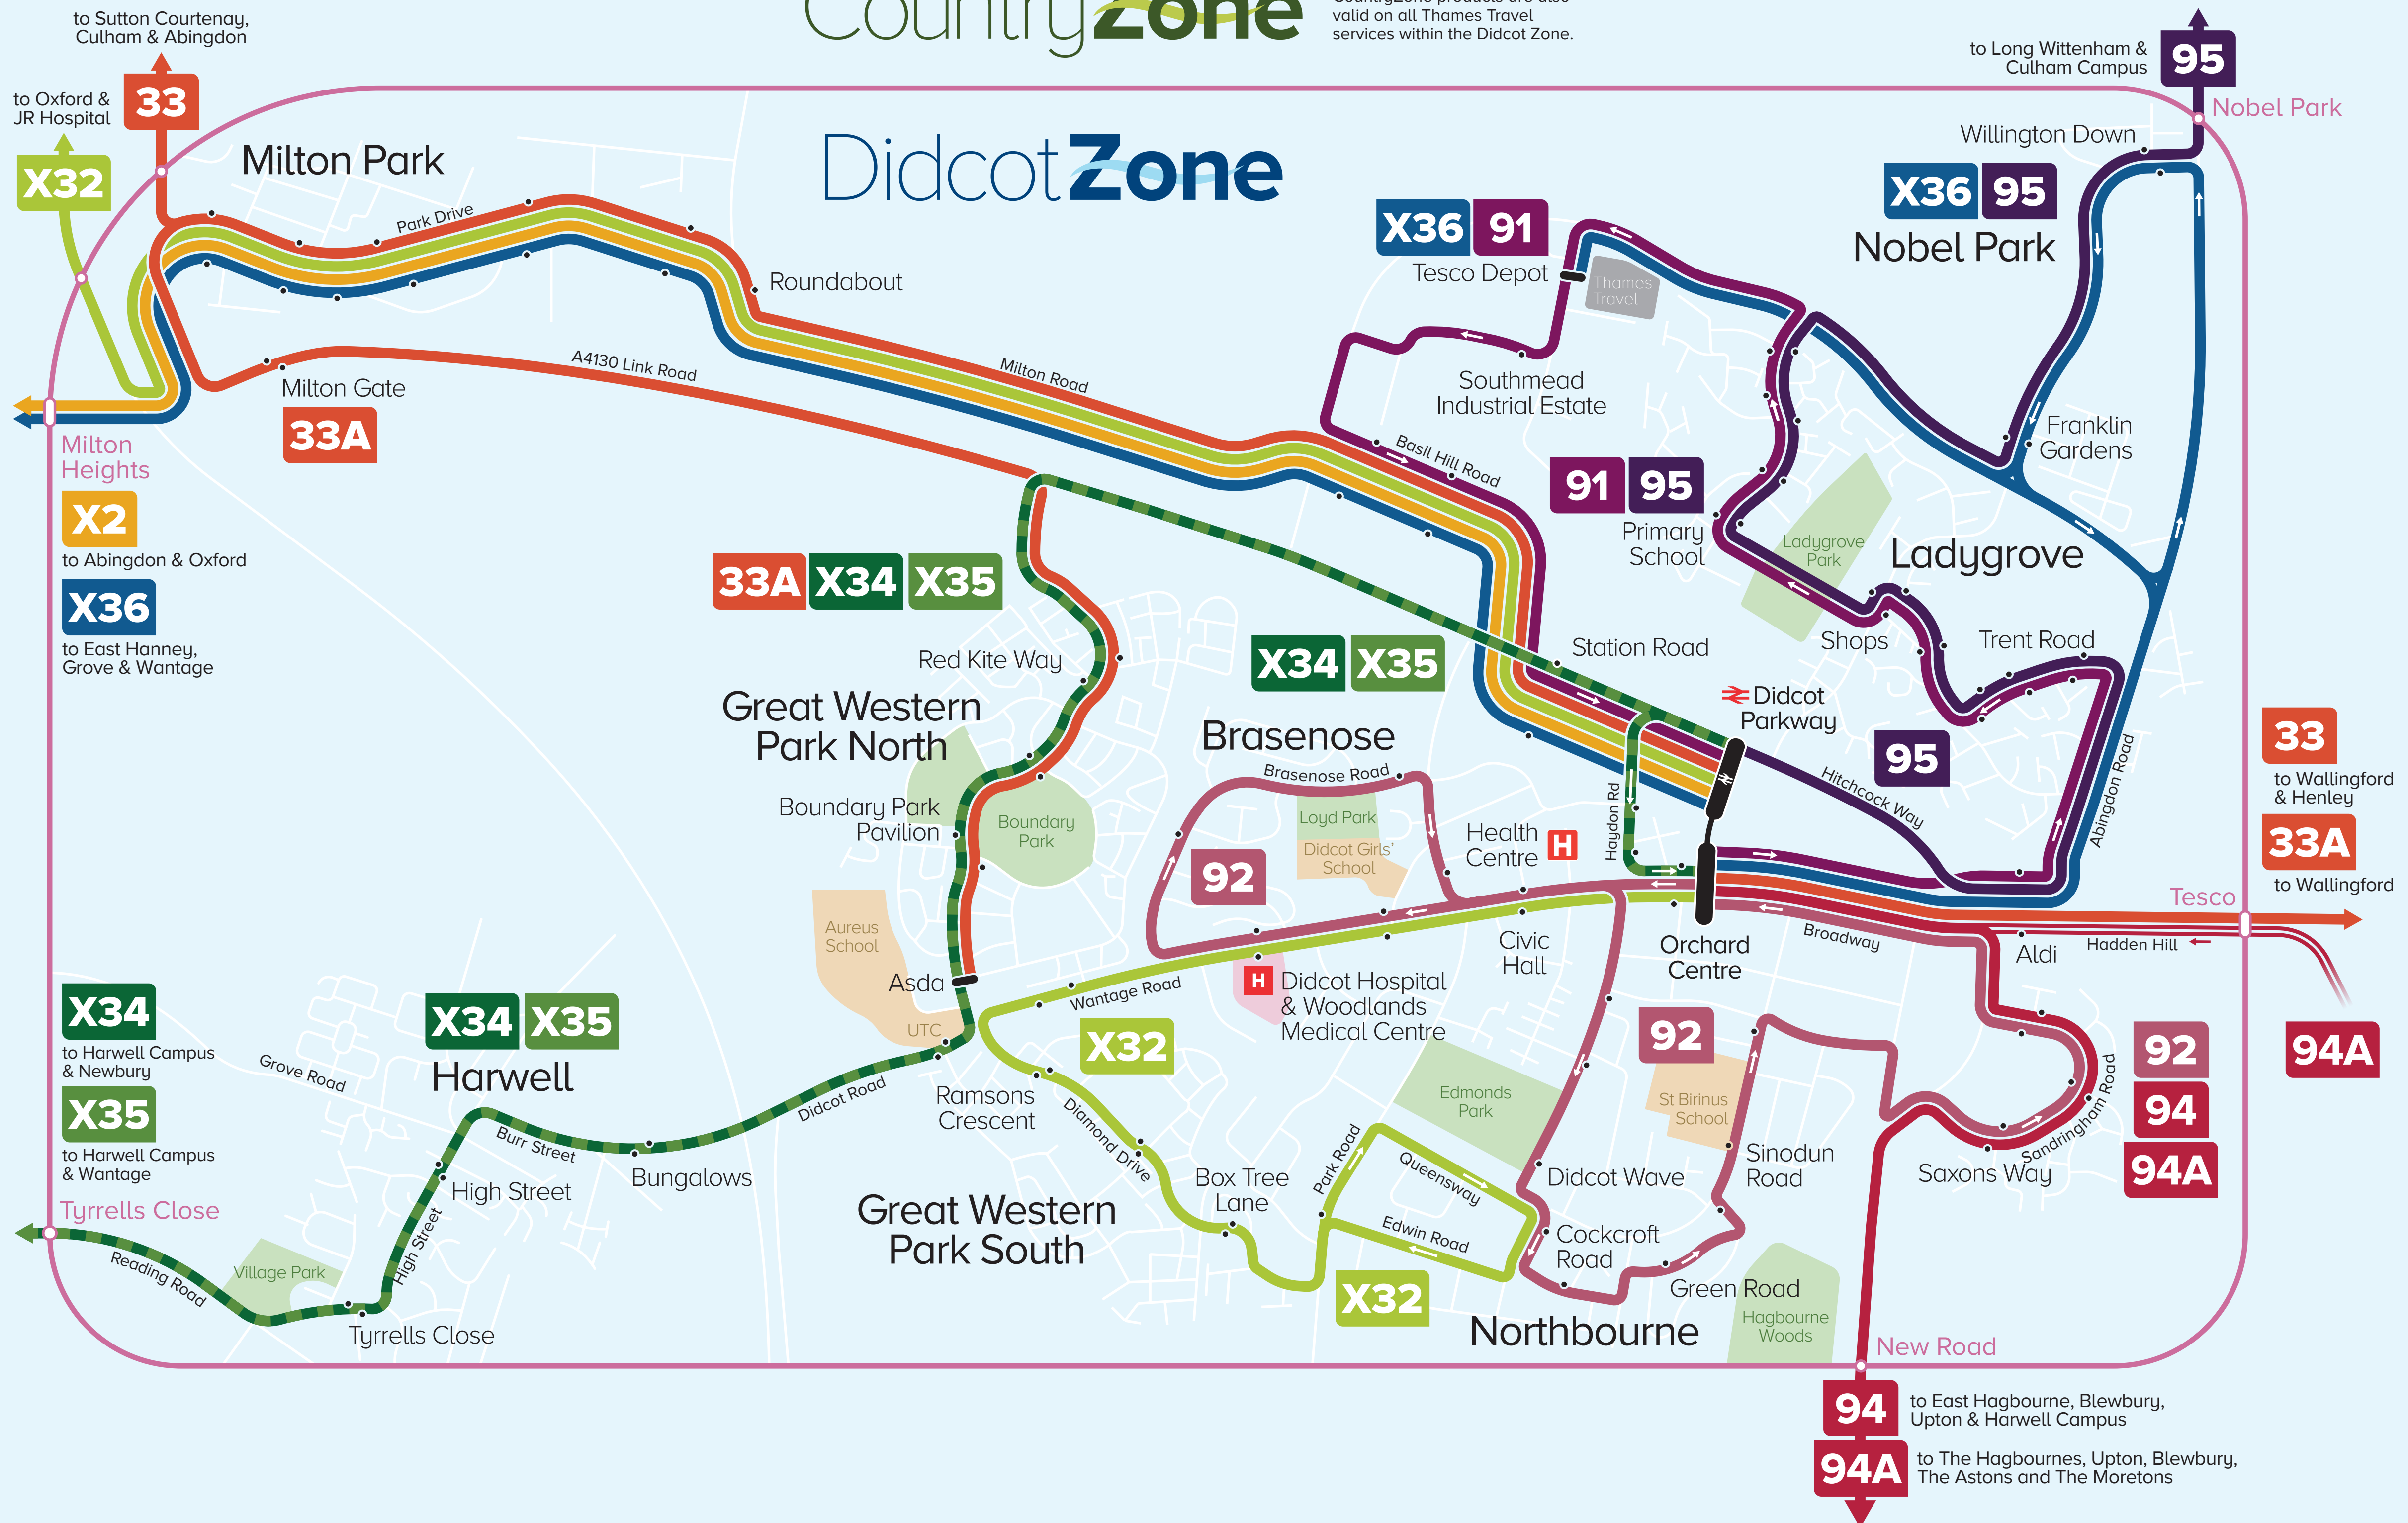 CountryZone
CountryZone products are also
valid on all Thames Travel
services within the Didcot Zone.
to Sutton Courtenay,
Culham & Abingdon
33
to Oxford &
JR Hospital
X32
Milton Park
Park Drive
DidcotZone
to Long Wittenham &
Culham Campus
95
Nobel Park
Willington Down
X36 95
Nobel Park
X36 91
Tesco Depot
Thames
Travel
Roundabout
A4130 Link Road
Milton Road
Milton Gate
33A
Southmead
Industrial Estate
Basil Hill Road
Franklin
Gardens
Milton
Heights
X2
to Abingdon & Oxford
X36
to East Hanney,
Grove & Wantage
91 95
Primary
School
Ladygrove
Park
Ladygrove
33A X34 X35
Shops
Trent Road
Red Kite Way
X34 X35
Station Road
Great Western
Park North
Brasenose
Didcot
Parkway
95
Hitchcock Way
Abingdon Road
33
to Wallingford
& Henley
33A
to Wallingford
Tesco
Brasenose Road
Boundary Park
Pavilion
Boundary
Park
Loyd Park
Didcot Girls'
School
Health
Centre
H
Haydon Rd
92
Aureus
School
Asda
UTC
Wantage Road
H
Didcot Hospital
& Woodlands
Medical Centre
Civic
Hall
Orchard
Centre
Broadway
Aldi
Hadden Hill
X34
to Harwell Campus
& Newbury
X35
to Harwell Campus
& Wantage
Tyrrells Close
Grove Road
X34 X35
Harwell
Didcot Road
Burr Street
Bungalows
High Street
High Street
Reading Road
Village Park
Tyrrells Close
Ramsons
Crescent
X32
Diamond Drive
Great Western
Park South
Box Tree
Lane
Park Road
Queensway
Edwin Road
X32
Edmonds
Park
92
St Birinus
School
Didcot Wave
Sinodun
Road
Cockcroft
Road
Green Road
Northbourne
Hagbourne
Woods
Saxons Way
Sandringham Road
92
94
94A
94A
New Road
94
to East Hagbourne, Blewbury,
Upton & Harwell Campus
94A
to The Hagbournes, Upton, Blewbury,
The Astons and The Moretons